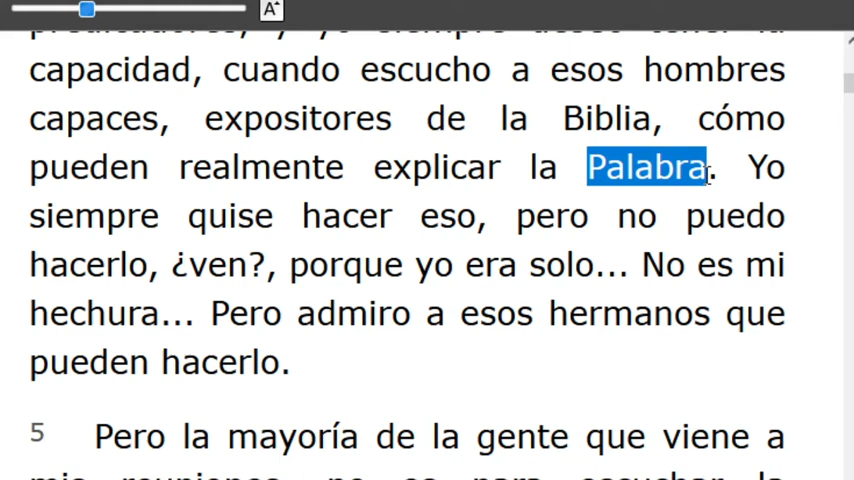 A
capacidad, cuando escucho a esos hombres
capaces, expositores de la Biblia, cómo
pueden realmente explicar la Palabra. Yo
siempre quise hacer eso, pero no puedo
hacerlo, ¿ven?, porque yo era solo... No es mi
hechura... Pero admiro a esos hermanos que
pueden hacerlo.
5 Pero la mayoría de la gente que viene a